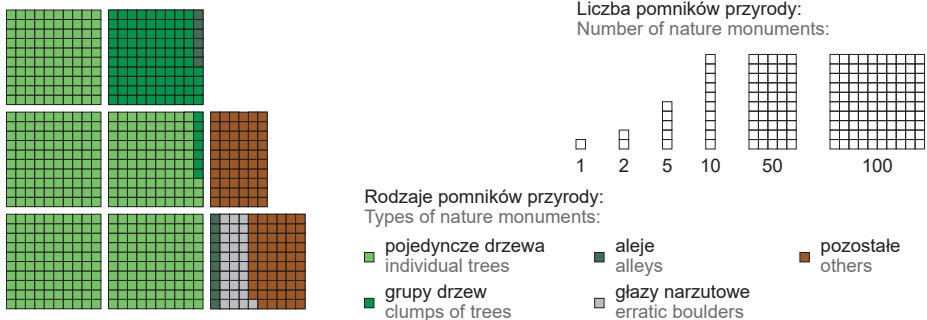 Liczba pomników przyrody:
Number of nature monuments:
1 2 5 10 50 100
Rodzaje pomników przyrody:
Types of nature monuments:
pojedyncze drzewa
individual trees
grupy drzew
clumps of trees
aleje
alleys
głazy narzutowe
erratic boulders
pozostałe
others